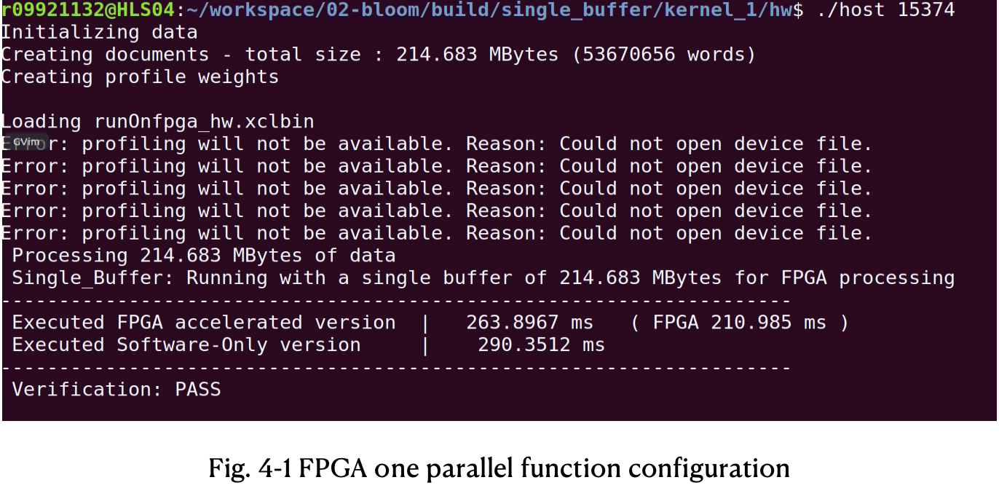 r09921132@HLS04:~/workspace/02-bloom/build/single_buffer/kernel_1/hw$ ./host 15374
Initializing data
Creating documents - total size : 214.683 MBytes (53670656 words)
Creating profile weights
Loading runOnfpga_hw.xclbin
Error: profiling will not be available. Reason: Could not open device file.
GVim
Error: profiling will not be available. Reason: Could not open device file.
Error: profiling will not be available. Reason: Could not open device file.
Error: profiling will not be available. Reason: Could not open device file.
Error: profiling will not be available. Reason: Could not open device file.
Processing 214.683 MBytes of data
Single_Buffer: Running with a single buffer of 214.683 MBytes for FPGA processing
--------------------------------------------------------------------
Executed FPGA accelerated version | 263.8967 ms ( FPGA 210.985 ms )
Executed Software-Only version | 290.3512 ms
--------------------------------------------------------------------
Verification: PASS
Fig. 4-1 FPGA one parallel function configuration